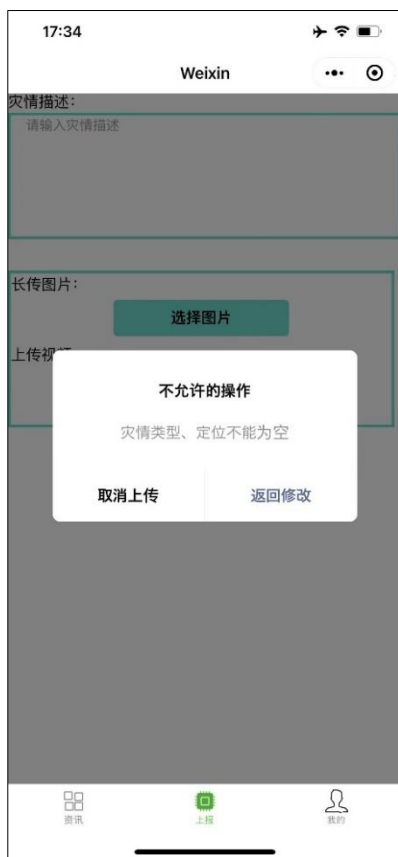 17:34
Weixin
灾情描述：
请输入灾情描述
长传图片：
选择图片
上传视
不允许的操作
灾情类型、定位不能为空
取消上传
返回修改
资讯
上报
我的